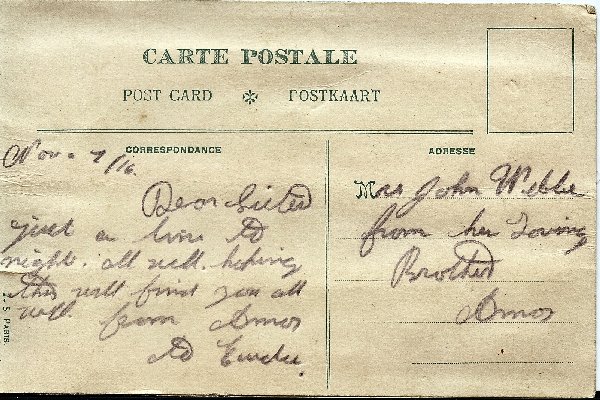 CARTE POSTALE
POST CARD ✻ POSTKAART
CORRESPONDANCE
ADRESSE
Nov. 7/16.
Dear Sister
just a line to
night. all well. hoping
this will find you all
well from Amos
to
Mrs John Webbe
from her Loving
Brother
Amos
PARIS